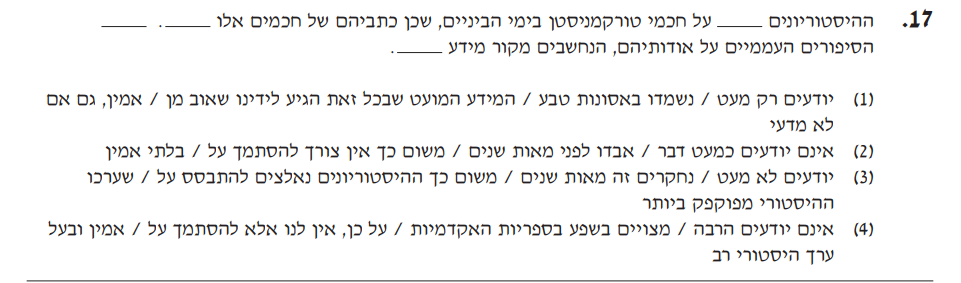 17. ההיסטוריונים _____ על חכמי טורקמניסטן בימי הביניים, שכן כתביהם של חכמים אלו _____. _____
הסיפורים העממיים על אודותיהם, הנחשבים מקור מידע _____.
(1) יודעים רק מעט / נשמדו באסונות טבע / המידע המועט שבכל זאת הגיע לידינו שאוב מן / אמין, גם אם
לא מדעי
(2) אינם יודעים כמעט דבר / אבדו לפני מאות שנים / משום כך אין צורך להסתמך על / בלתי אמין
(3) יודעים לא מעט / נחקרים זה מאות שנים / משום כך ההיסטוריונים נאלצים להתבסס על / שערכו
ההיסטורי מפוקפק ביותר
(4) אינם יודעים הרבה / מצויים בשפע בספריות האקדמיות / על כן, אין לנו אלא להסתמך על / אמין ובעל
ערך היסטורי רב